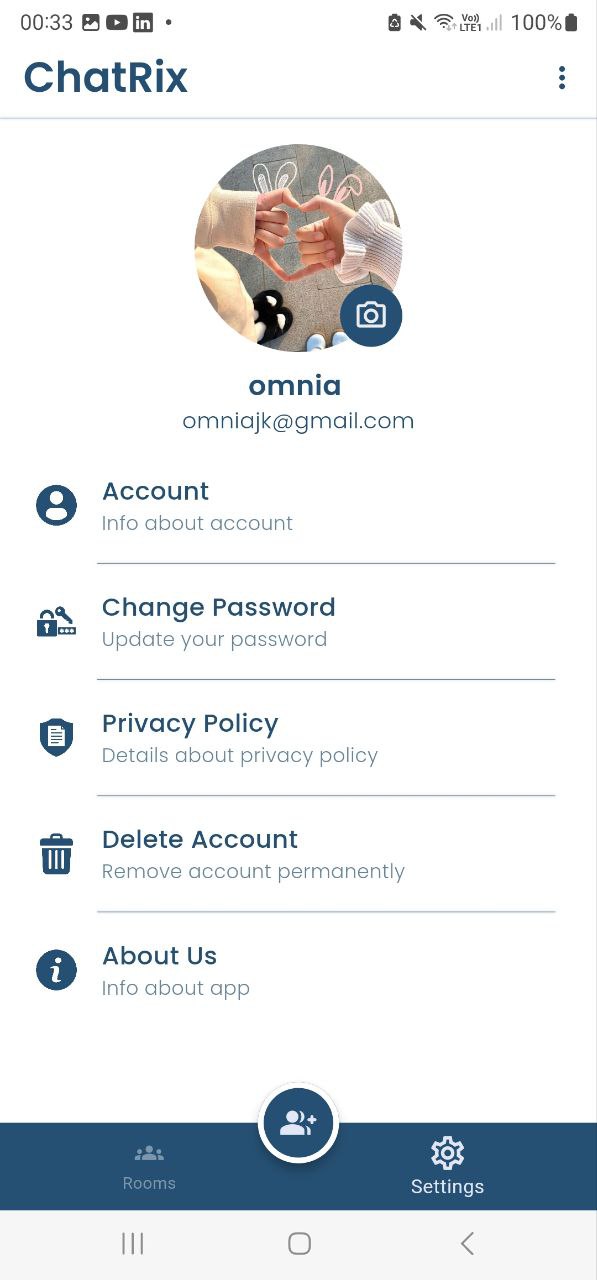 00:33 100%
Vo))
LTE1
ChatRix
omnia
omniajk@gmail.com
Account
Info about account
Change Password
Update your password
Privacy Policy
Details about privacy policy
Delete Account
Remove account permanently
About Us
Info about app
Rooms
Settings